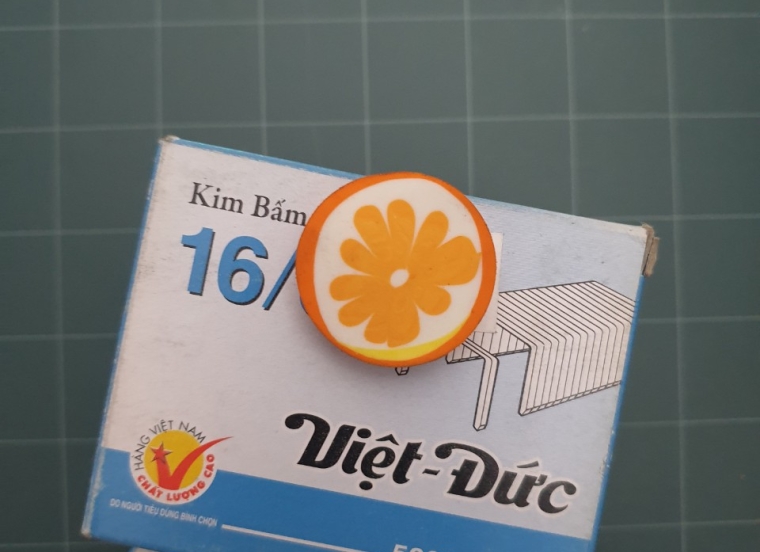 Kim Bấm
16/
HÀNG VIỆT NAM
CHẤT LƯỢNG CAO
DO NGƯỜI TIÊU DÙNG BÌNH CHỌN
Việt-Đức